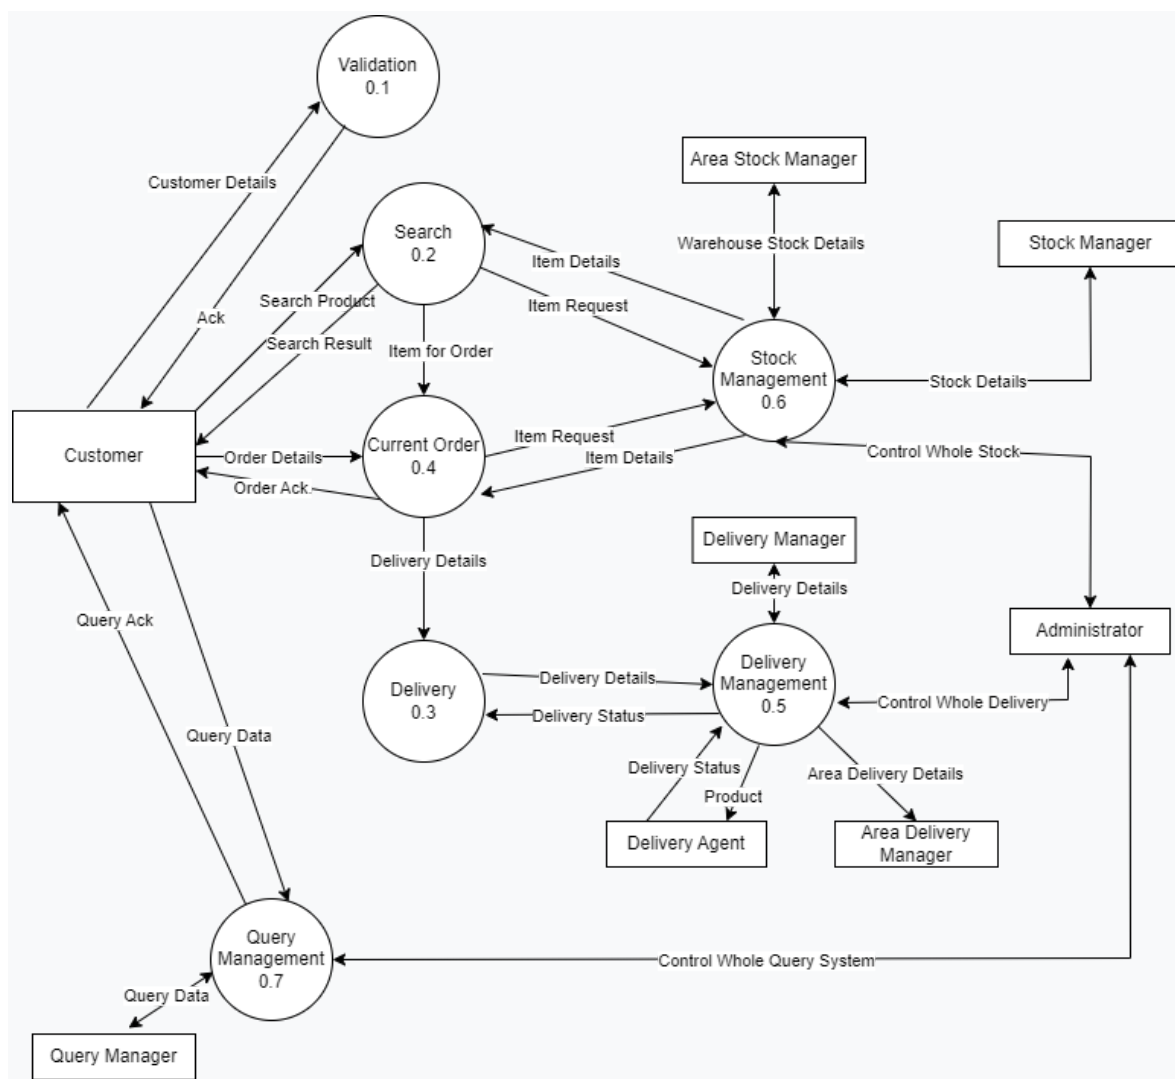 Validation
0.1
Customer Details
Area Stock Manager
Search
0.2
Warehouse Stock Details
Stock Manager
Item Details
Search Product
Item Request
Ack
Search Result
Item for Order
Stock
Management
0.6
Stock Details
Customer
Order Details
Current Order
0.4
Item Request
Item Details
Control Whole Stock
Order Ack.
Delivery Manager
Delivery Details
Delivery Details
Query Ack
Administrator
Delivery
0.3
Delivery Details
Delivery
Management
0.5
Control Whole Delivery
Delivery Status
Query Data
Delivery Status
Product
Area Delivery Details
Delivery Agent
Area Delivery
Manager
Query
Management
0.7
Control Whole Query System
Query Data
Query Manager